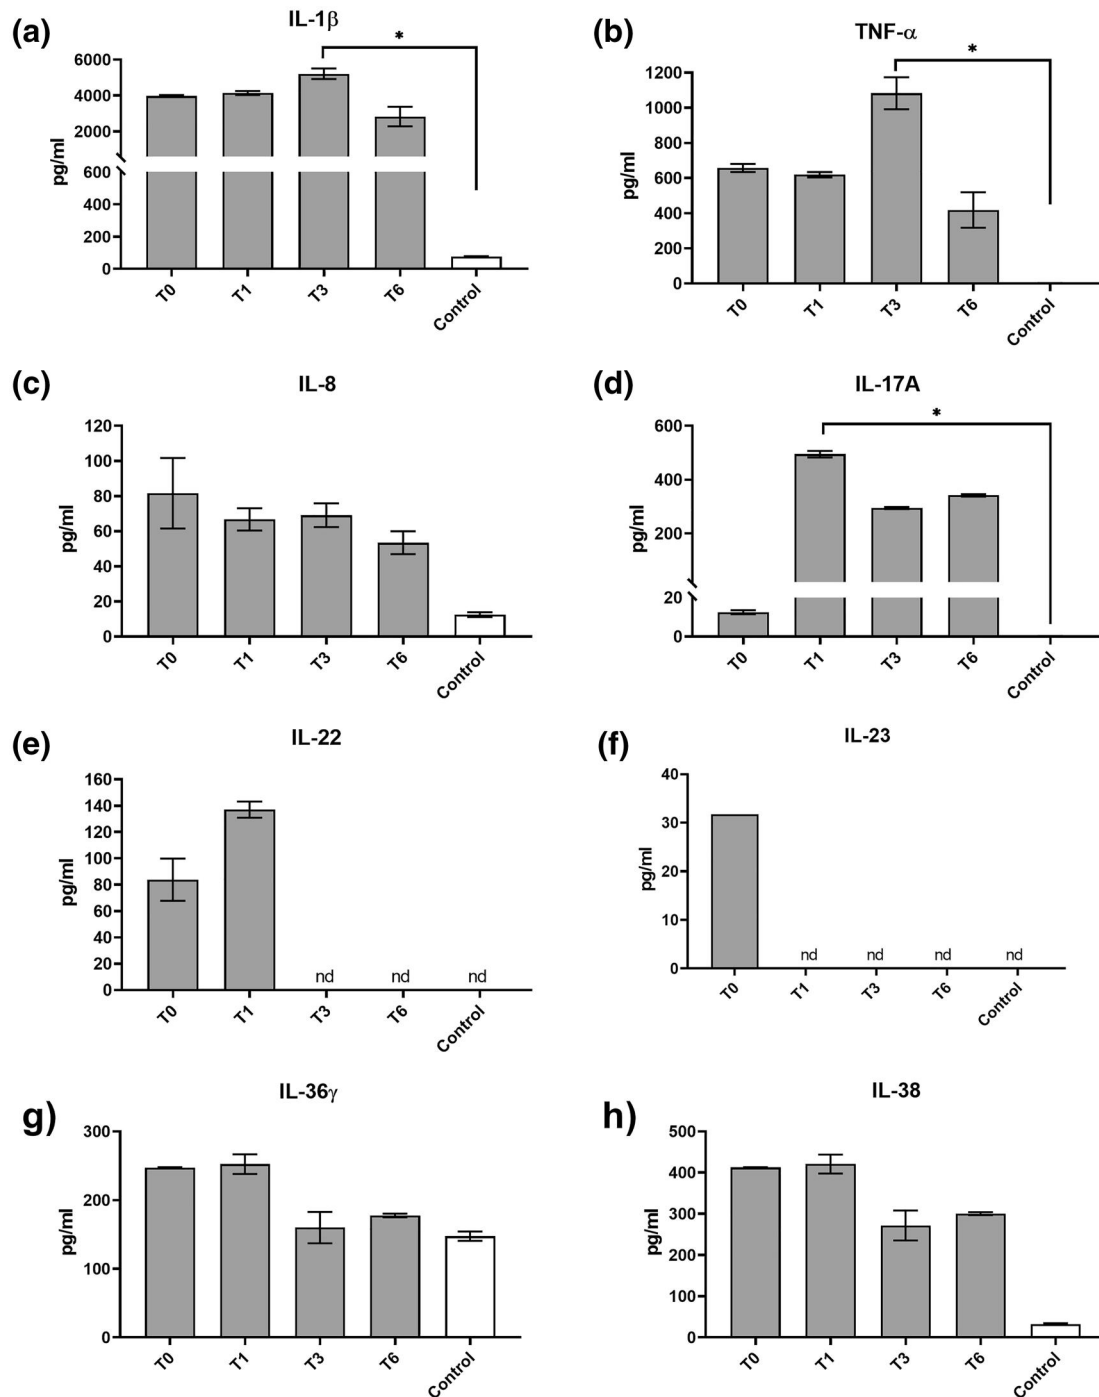 (a)
IL-1β
*
6000
4000
2000
600
400
200
0
pg/ml
T0
T1
T3
T6
Control
(b)
TNF-α
*
1200
1000
800
600
400
200
0
pg/ml
T0
T1
T3
T6
Control
(c)
IL-8
120
100
80
60
40
20
0
pg/ml
T0
T1
T3
T6
Control
(d)
IL-17A
*
600
400
200
20
0
pg/ml
T0
T1
T3
T6
Control
(e)
IL-22
160
140
120
100
80
60
40
20
0
pg/ml
nd
nd
nd
T0
T1
T3
T6
Control
(f)
IL-23
40
30
20
10
0
pg/ml
nd
nd
nd
nd
T0
T1
T3
T6
Control
g)
IL-36γ
300
200
100
0
pg/ml
T0
T1
T3
T6
Control
h)
IL-38
500
400
300
200
100
0
pg/ml
T0
T1
T3
T6
Control